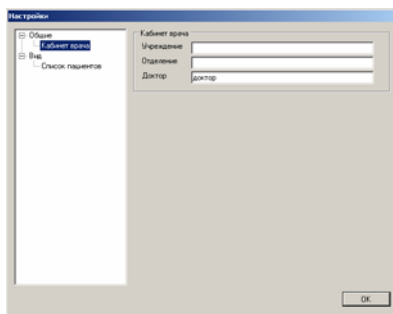 Настройки
Общие
Кабинет врача
Вид
Список пациентов
Кабинет врача
Учреждение
Отделение
Доктор
доктор
OK